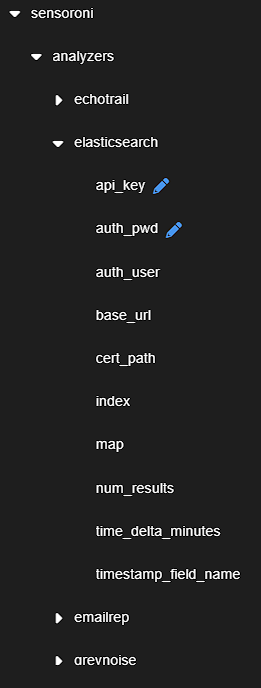 sensoroni
analyzers
echotrail
elasticsearch
api_key
auth_pwd
auth_user
base_url
cert_path
index
map
num_results
time_delta_minutes
timestamp_field_name
emailrep
greynoise